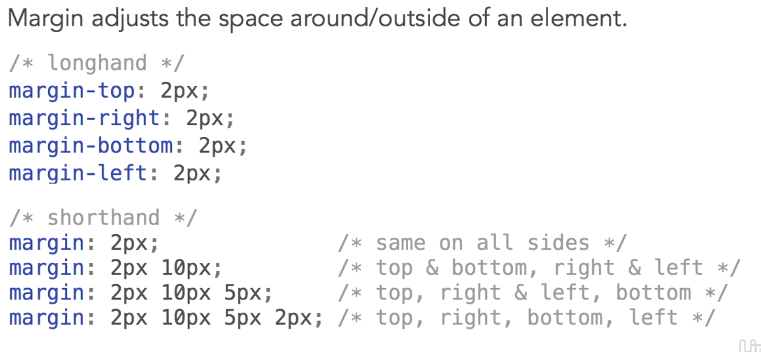 Margin adjusts the space around/outside of an element.
/* longhand */
margin-top: 2px;
margin-right: 2px;
margin-bottom: 2px;
margin-left: 2px;
/* shorthand */
margin: 2px; /* same on all sides */
margin: 2px 10px; /* top & bottom, right & left */
margin: 2px 10px 5px; /* top, right & left, bottom */
margin: 2px 10px 5px 2px; /* top, right, bottom, left */